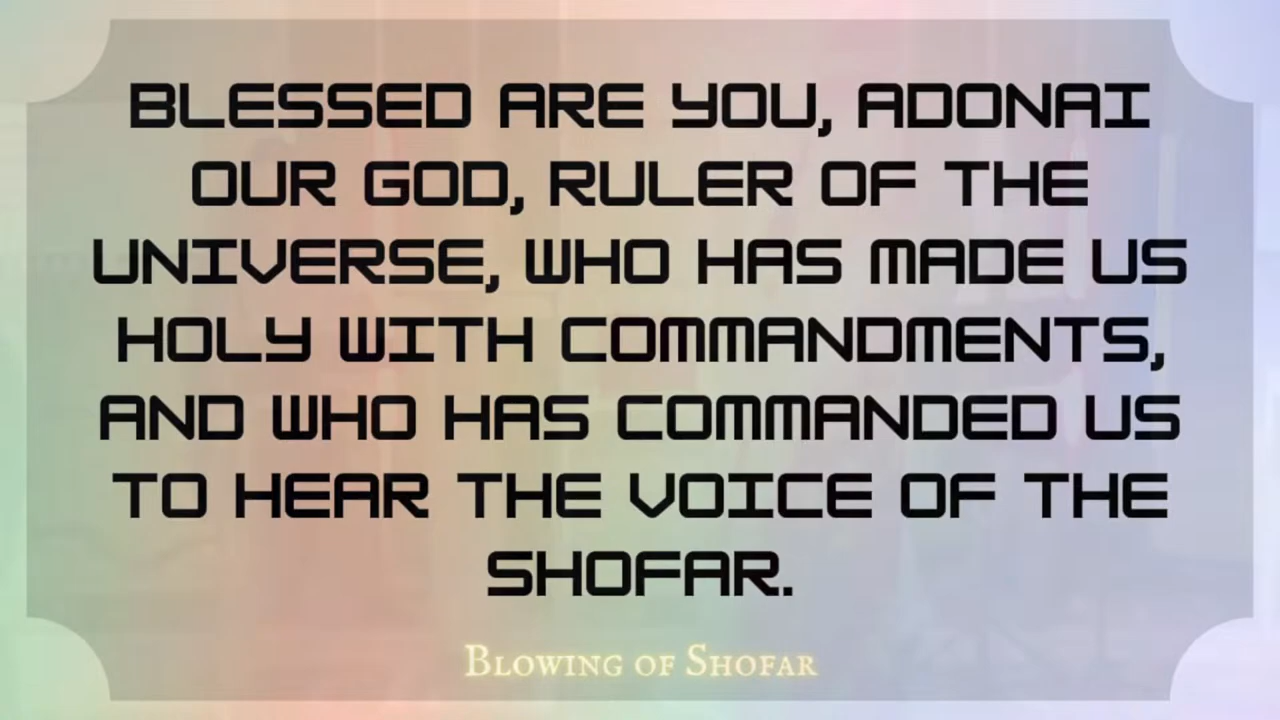 BLESSED ARE YOU, ADONAI
OUR GOD, RULER OF THE
UNIVERSE, WHO HAS MADE US
HOLY WITH COMMANDMENTS,
AND WHO HAS COMMANDED US
TO HEAR THE VOICE OF THE
SHOFAR.
Blowing of Shofar